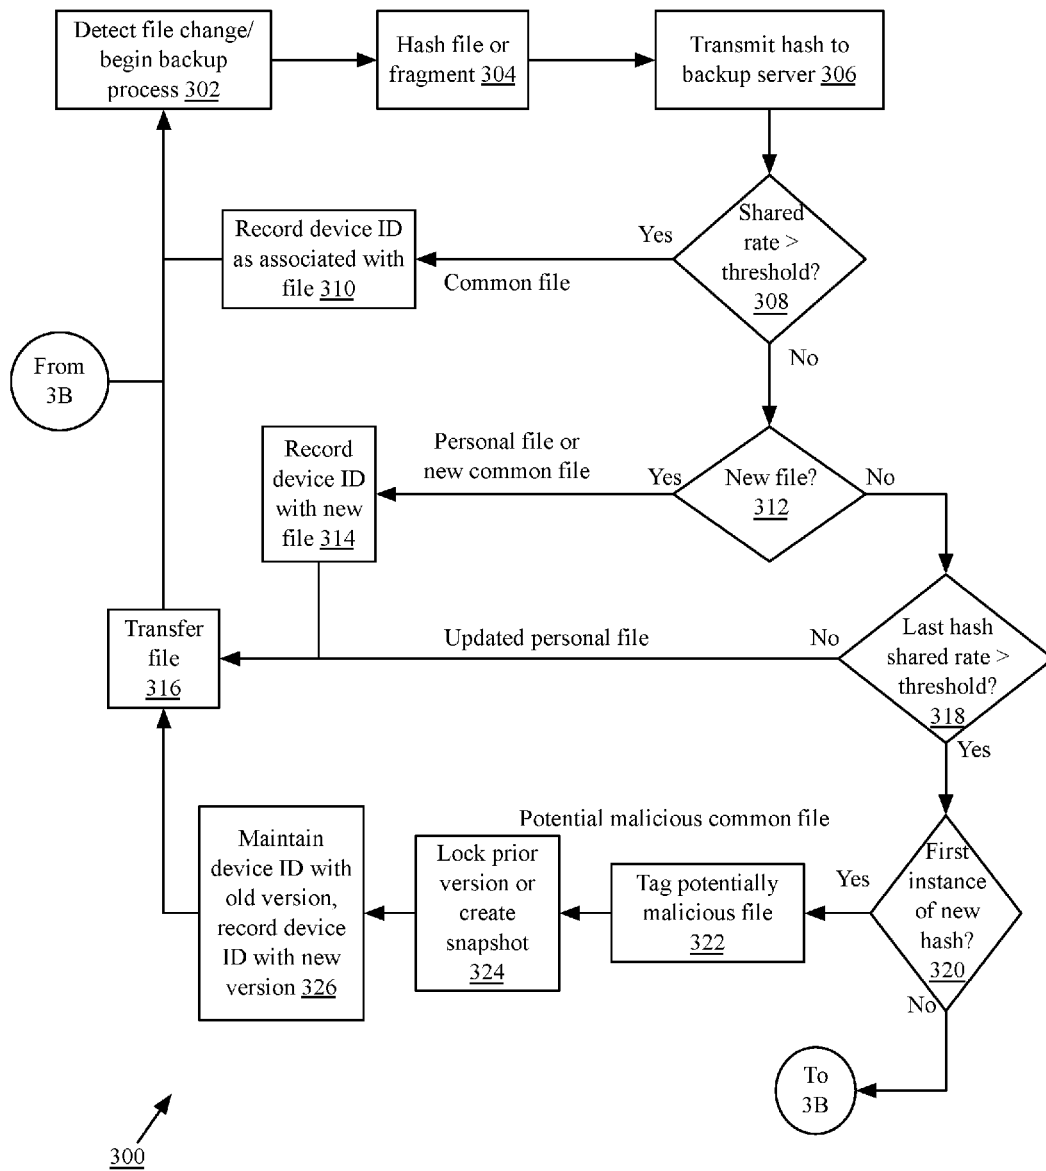 Detect file change/
begin backup
process 302
Hash file or
fragment 304
Transmit hash to
backup server 306
Shared
rate >
threshold?
308
Yes
Common file
Record device ID
as associated with
file 310
No
From
3B
New file?
312
Yes
Personal file or
new common file
No
Record
device ID
with new
file 314
Last hash
shared rate >
threshold?
318
No
Updated personal file
Transfer
file
316
Yes
Potential malicious common file
First
instance
of new
hash?
320
Yes
Tag potentially
malicious file
322
Lock prior
version or
create
snapshot
324
Maintain
device ID with
old version,
record device
ID with new
version 326
No
To
3B
300